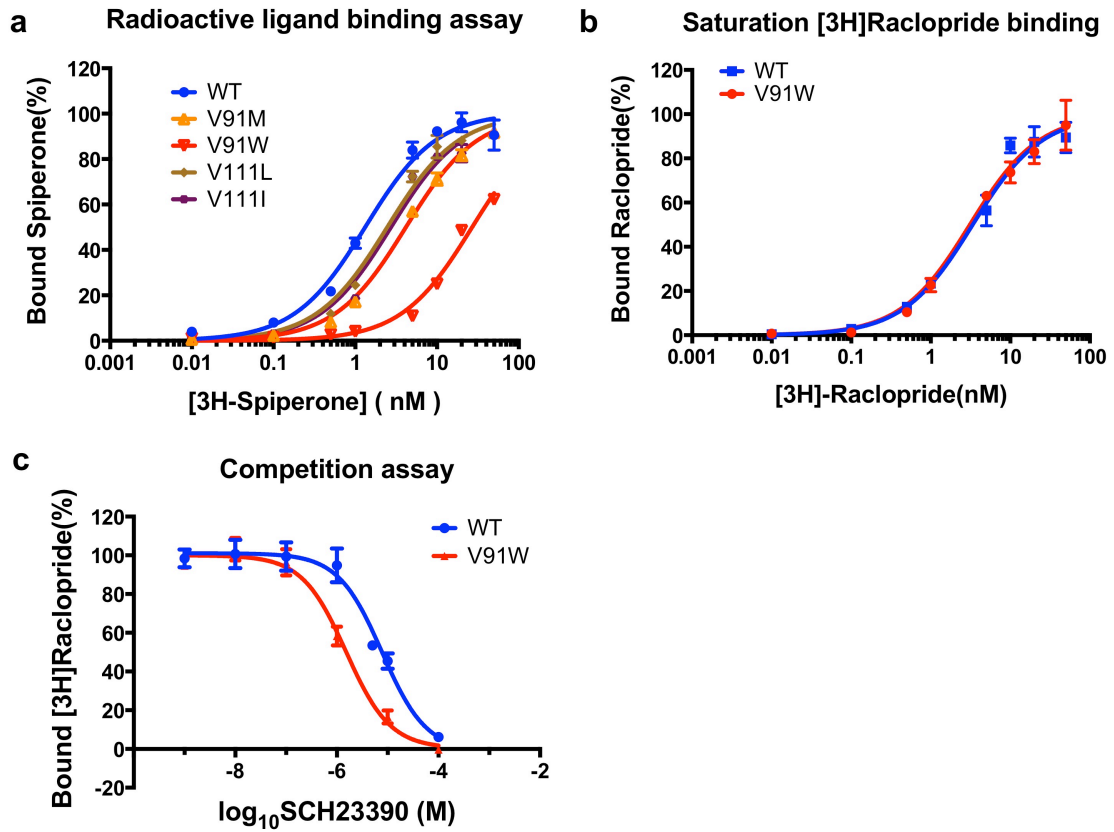 a
Radioactive ligand binding assay
Bound Spiperone(%)
120
100
80
60
40
20
0
WT
V91M
V91W
V111L
V111I
0.001
0.01
0.1
1
10
100
[3H-Spiperone] ( nM )
b
Saturation [3H]Raclopride binding
Bound Raclopride(%)
120
100
80
60
40
20
0
WT
V91W
0.001
0.01
0.1
1
10
100
[3H]-Raclopride(nM)
c
Competition assay
Bound [3H]Raclopride(%)
120
100
80
60
40
20
0
-20
WT
V91W
-8
-6
-4
-2
log10SCH23390 (M)